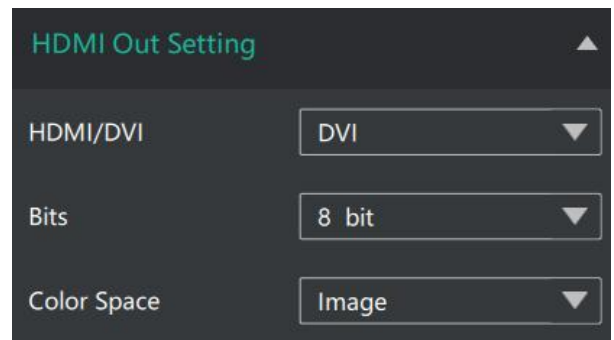 HDMI Out Setting
HDMI/DVI DVI
Bits 8 bit
Color Space Image